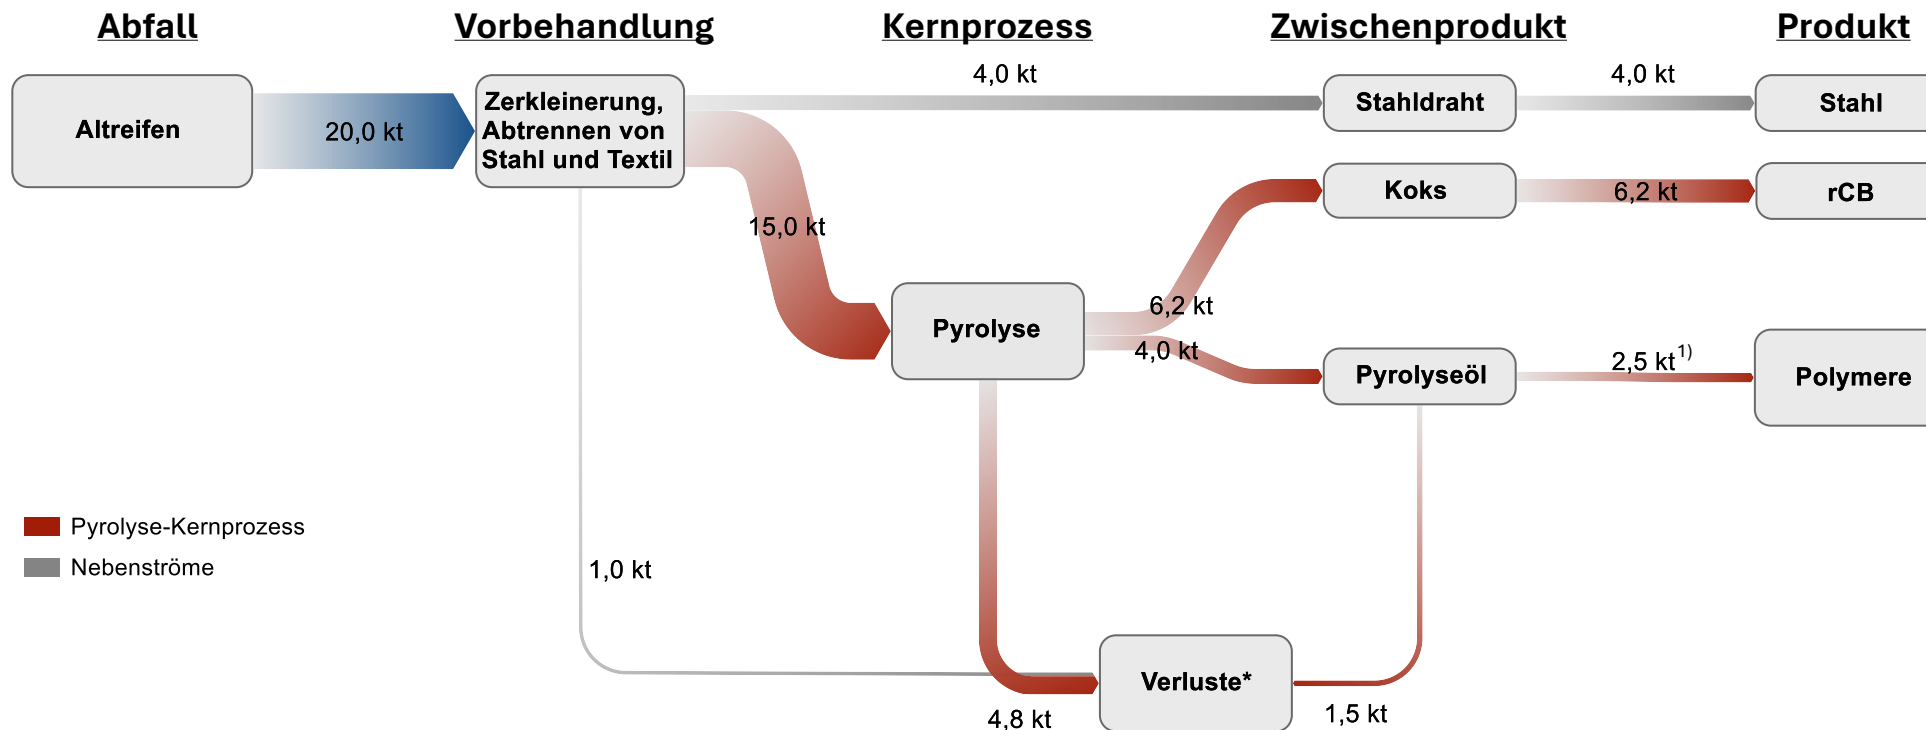 Abfall
Vorbehandlung
Kernprozess
Zwischenprodukt
Produkt
Altreifen
20,0 kt
Zerkleinerung,
Abtrennen von
Stahl und Textil
4,0 kt
Stahldraht
4,0 kt
Stahl
15,0 kt
Koks
6,2 kt
rCB
Pyrolyse
6,2 kt
4,0 kt
Pyrolyseöl
2,5 kt1)
Polymere
Pyrolyse-Kernprozess
Nebenströme
1,0 kt
Verluste*
4,8 kt
1,5 kt